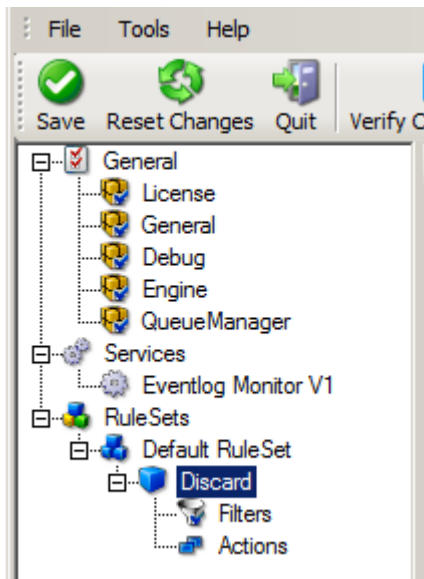 File Tools Help
Save Reset Changes Quit Verify
General
License
General
Debug
Engine
QueueManager
Services
Eventlog Monitor V1
RuleSets
Default RuleSet
Discard
Filters
Actions